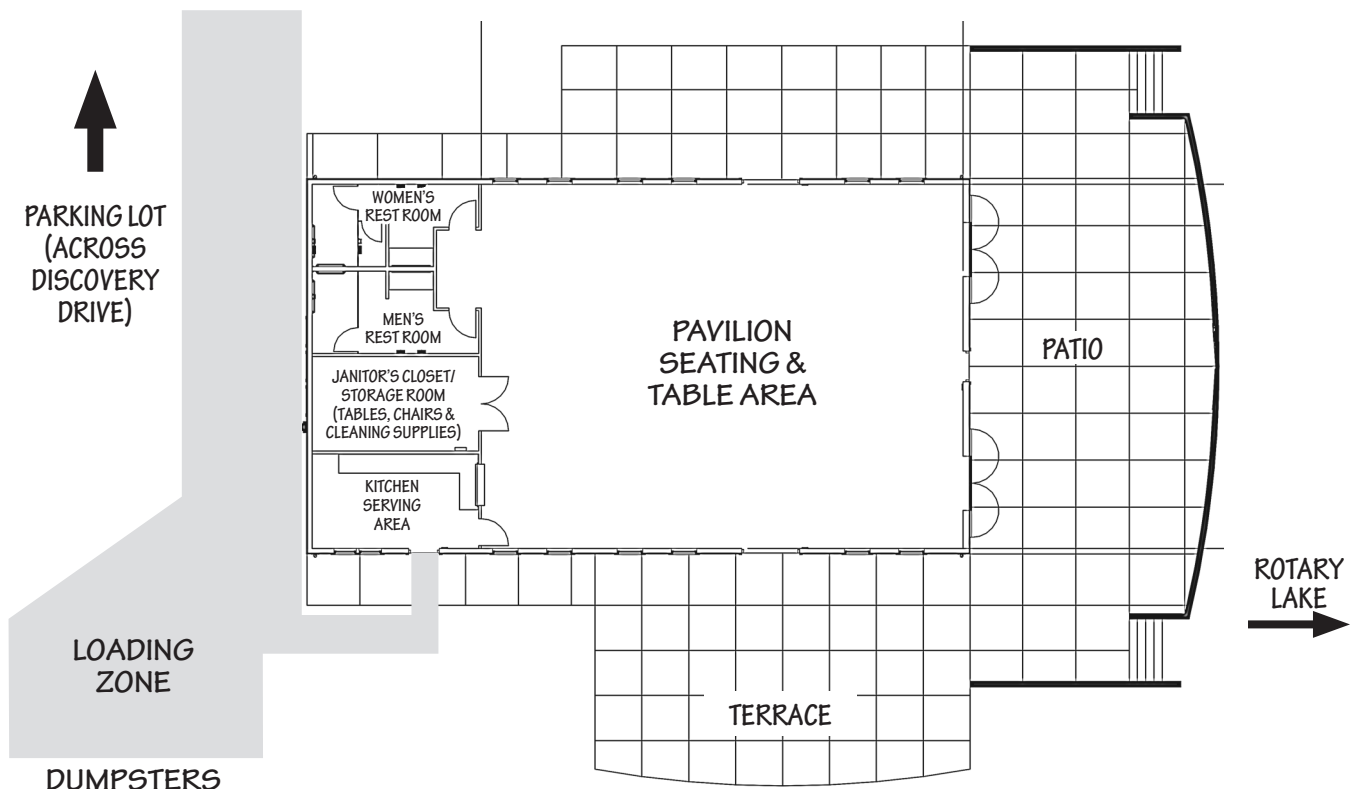 PARKING LOT
(ACROSS
DISCOVERY
DRIVE)
WOMEN'S
REST ROOM
MEN'S
REST ROOM
JANITOR'S CLOSET/
STORAGE ROOM
(TABLES, CHAIRS &
CLEANING SUPPLIES)
KITCHEN
SERVING
AREA
PAVILION
SEATING &
TABLE AREA
PATIO
ROTARY
LAKE
LOADING
ZONE
TERRACE
DUMPSTERS